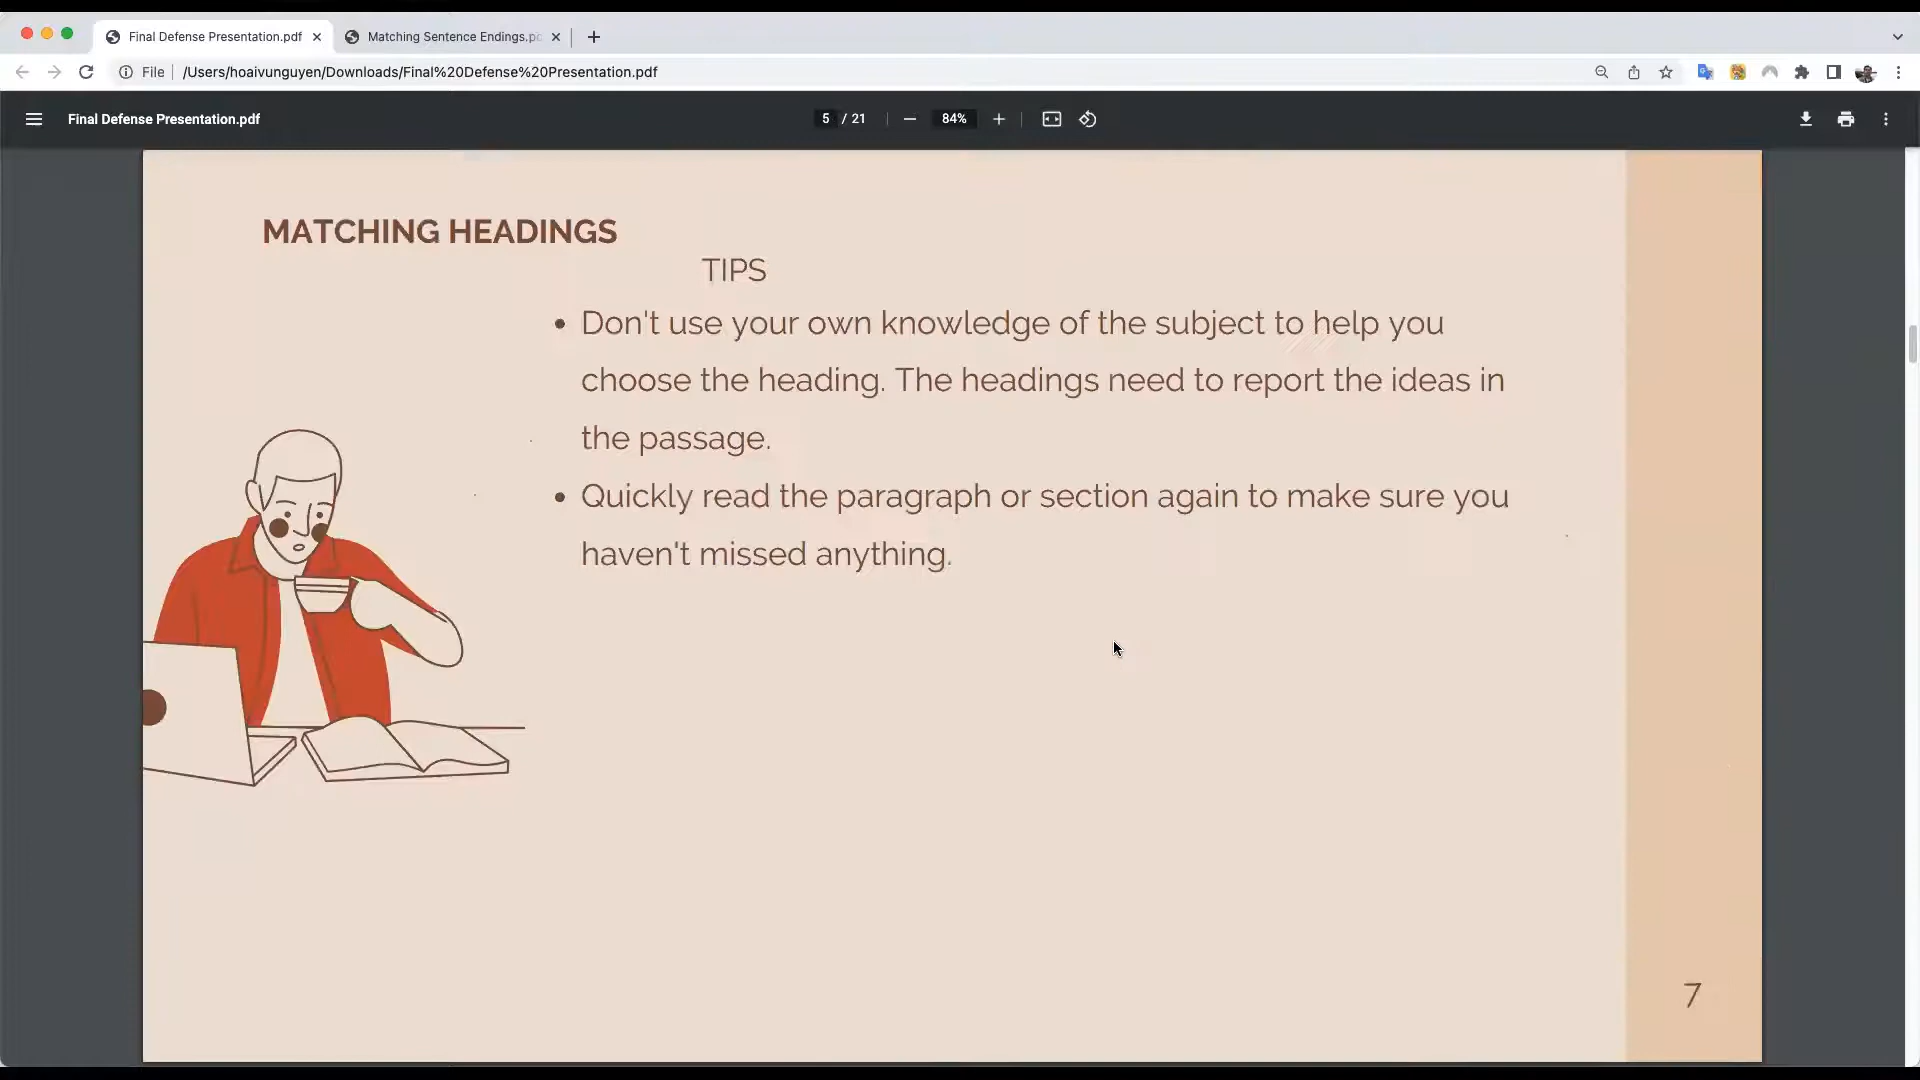 Final Defense Presentation.pdf
Matching Sentence Endings.pd
File
/Users/hoaivunguyen/Downloads/Final%20Defense%20Presentation.pdf
Final Defense Presentation.pdf
5 / 21
84%
MATCHING HEADINGS
TIPS
• Don't use your own knowledge of the subject to help you
choose the heading. The headings need to report the ideas in
the passage.
• Quickly read the paragraph or section again to make sure you
haven't missed anything.
7